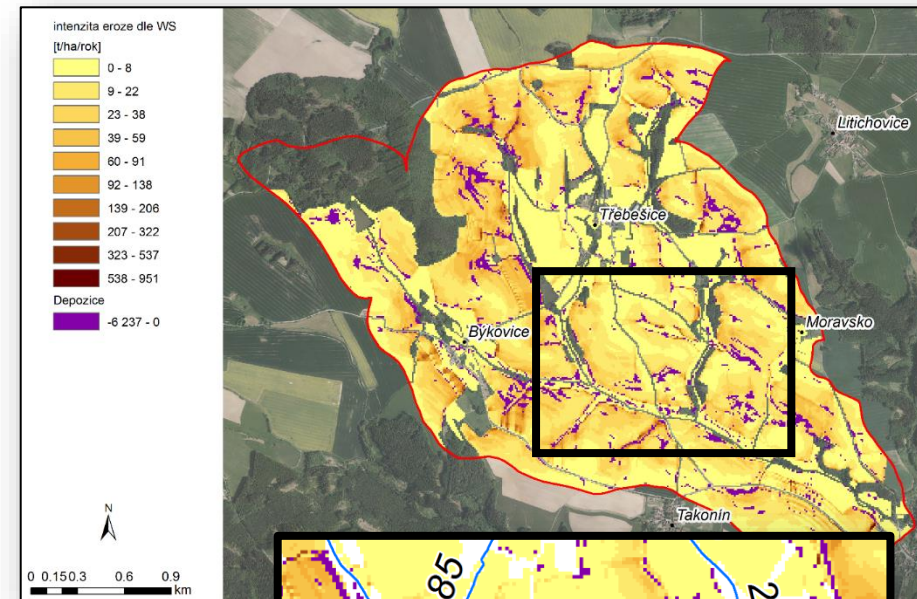 intenzita eroze dle WS
[t/ha/rok]
0 - 8
9 - 22
23 - 38
39 - 59
60 - 91
92 - 138
139 - 206
207 - 322
323 - 537
538 - 951
Depozice
-6 237 - 0
Litichovice
Třebešice
Moravsko
Býkovice
Takonín
N
0 0.15 0.3 0.6 0.9
km
85
2